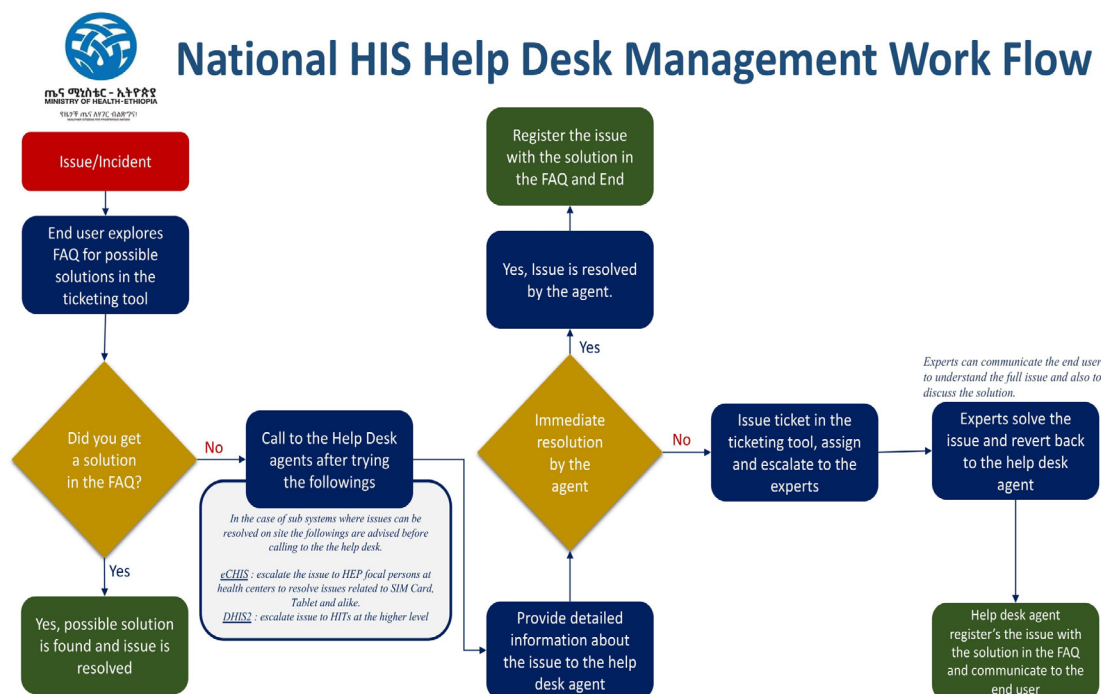 National HIS Help Desk Management Work Flow
ጤና ሚኒስቴር - ኢትዮጵያ
MINISTRY OF HEALTH-ETHIOPIA
የዜጎች ጤና ለሃገር ብልጽግና!
Issue/Incident
End user explores
FAQ for possible
solutions in the
ticketing tool
Did you get
a solution
in the FAQ?
No
Yes
Yes, possible solution
is found and issue is
resolved
Call to the Help Desk
agents after trying
the followings
In the case of sub systems where issues can be
resolved on site the followings are advised before
calling to the the help desk.
eCHIS : escalate the issue to HEP focal persons at
health centers to resolve issues related to SIM Card,
Tablet and alike.
DHIS2 : escalate issue to HITs at the higher level
Provide detailed
information about
the issue to the help
desk agent
Immediate
resolution
by the
agent
Yes
Yes, Issue is resolved
by the agent.
Register the issue
with the solution in
the FAQ and End
No
Issue ticket in the
ticketing tool, assign
and escalate to the
experts
Experts can communicate the end user
to understand the full issue and also to
discuss the solution.
Experts solve the
issue and revert back
to the help desk
agent
Help desk agent
register's the issue with
the solution in the FAQ
and communicate to the
end user